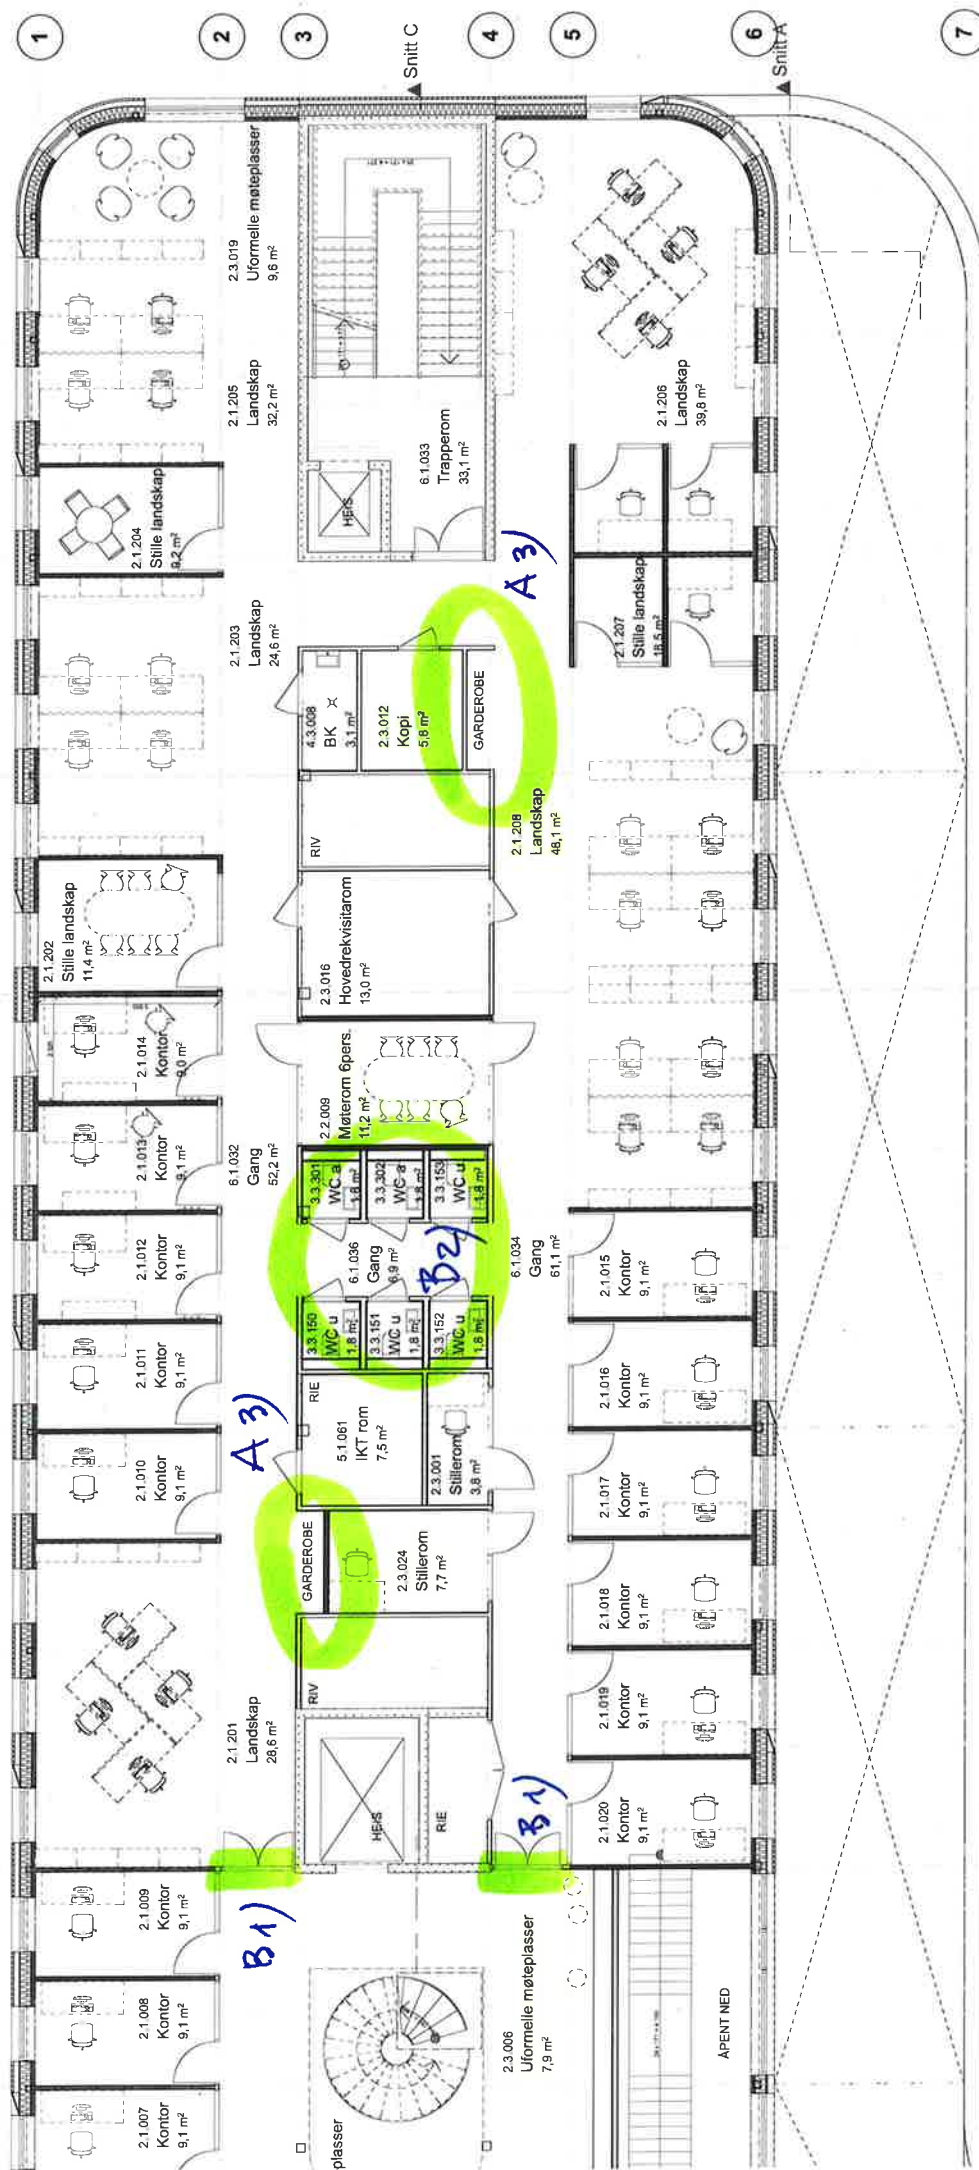 1
2
3
4
5
6
7
Snitt C
Snitt A
2.3.019
Uformelle møteplasser
9,6 m²
2.1.205
Landskap
32,2 m²
2.1.206
Landskap
39,8 m²
6.1.033
Trapperom
33,1 m²
HEIS
2.1.204
Stille landskap
9,2 m²
A 3)
2.1.203
Landskap
24,6 m²
2.1.207
Stille landskap
18,5 m²
4.3.008
BK
3,1 m²
2.3.012
Kopi
5,8 m²
GARDEROBE
RIV
2.1.208
Landskap
48,1 m²
2.1.202
Stille landskap
11,4 m²
2.3.016
Hovedrekvisitarom
13,0 m²
2.1.014
Kontor
9,0 m²
2.2.009
Møterom 6pers.
11,2 m²
2.1.013
Kontor
9,1 m²
6.1.032
Gang
52,2 m²
3.3.301
WC a
1,8 m²
3.3.302
WC a
1,8 m²
3.3.153
WC u
1,8 m²
2.1.012
Kontor
9,1 m²
6.1.036
Gang
6,9 m²
B2)
6.1.034
Gang
61,1 m²
2.1.015
Kontor
9,1 m²
3.3.150
WC u
1,8 m²
3.3.151
WC u
1,8 m²
3.3.152
WC u
1,8 m²
2.1.011
Kontor
9,1 m²
2.1.016
Kontor
9,1 m²
RIE
5.1.061
IKT rom
7,5 m²
2.3.001
Stillerom
3,8 m²
2.1.010
Kontor
9,1 m²
A 3)
2.1.017
Kontor
9,1 m²
GARDEROBE
2.3.024
Stillerom
7,7 m²
2.1.018
Kontor
9,1 m²
RIV
2.1.019
Kontor
9,1 m²
2.1.201
Landskap
28,6 m²
HEIS
RIE
B1)
2.1.020
Kontor
9,1 m²
2.1.009
Kontor
9,1 m²
B1)
2.1.008
Kontor
9,1 m²
2.3.006
Uformelle møteplasser
7,9 m²
ÅPENT NED
2.1.007
Kontor
9,1 m²
plasser